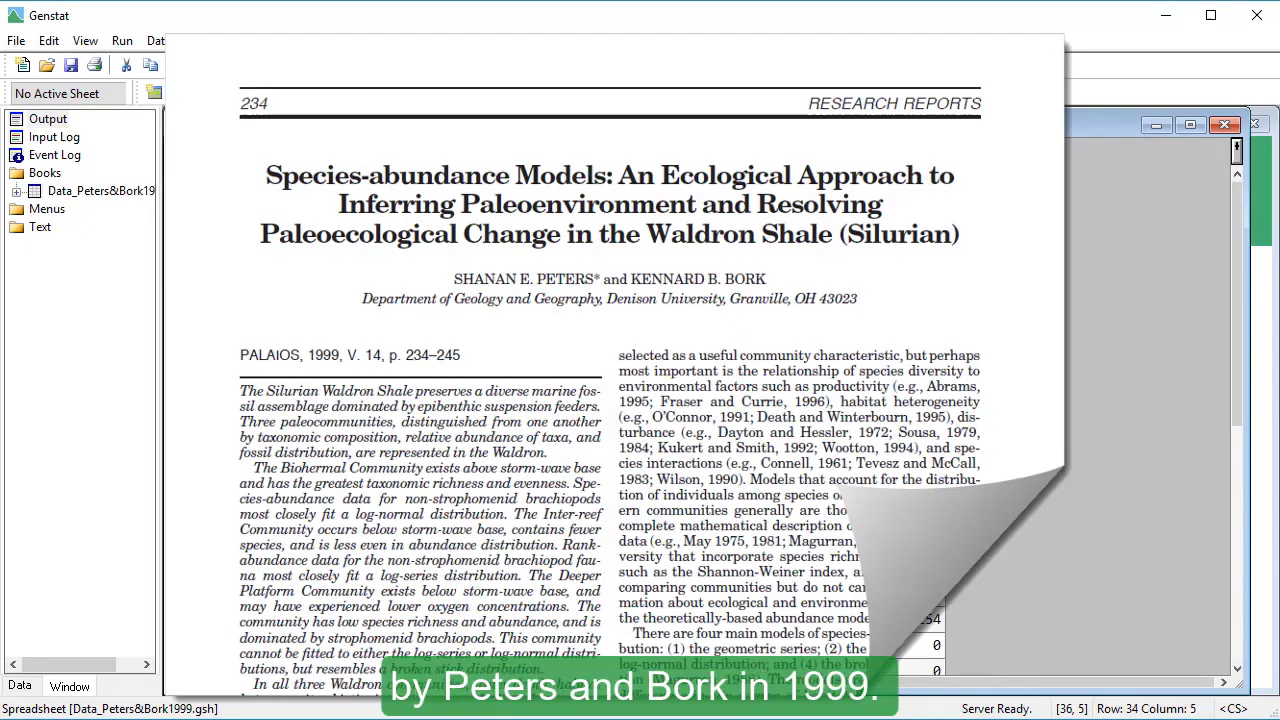 Genstat
File Edit View Run Dat
No Active Sheet
Output
Input Log
Event Log
Books
Data_Peters&Bork19
Menus
Text
Data Window
234 RESEARCH REPORTS
Species-abundance Models: An Ecological Approach to
Inferring Paleoenvironment and Resolving
Paleoecological Change in the Waldron Shale (Silurian)
SHANAN E. PETERS* and KENNARD B. BORK
Department of Geology and Geography, Denison University, Granville, OH 43023
PALAIOS, 1999, V. 14, p. 234–245
The Silurian Waldron Shale preserves a diverse marine fos-
sil assemblage dominated by epibenthic suspension feeders.
Three paleocommunities, distinguished from one another
by taxonomic composition, relative abundance of taxa, and
fossil distribution, are represented in the Waldron.
The Biohermal Community exists above storm-wave base
and has the greatest taxonomic richness and evenness. Spe-
cies-abundance data for non-strophomenid brachiopods
most closely fit a log-normal distribution. The Inter-reef
Community occurs below storm-wave base, contains fewer
species, and is less even in abundance distribution. Rank-
abundance data for the non-strophomenid brachiopod fau-
na most closely fit a log-series distribution. The Deeper
Platform Community exists below storm-wave base, and
may have experienced lower oxygen concentrations. The
community has low species richness and abundance, and is
dominated by strophomenid brachiopods. This community
cannot be fitted to either the log-series or log-normal distri-
butions, but resembles a broken stick distribution.
In all three Waldron
selected as a useful community characteristic, but perhaps
most important is the relationship of species diversity to
environmental factors such as productivity (e.g., Abrams,
1995; Fraser and Currie, 1996), habitat heterogeneity
(e.g., O'Connor, 1991; Death and Winterbourn, 1995), dis-
turbance (e.g., Dayton and Hessler, 1972; Sousa, 1979,
1984; Kukert and Smith, 1992; Wootton, 1994), and spe-
cies interactions (e.g., Connell, 1961; Tevesz and McCall,
1983; Wilson, 1990). Models that account for the distribu-
tion of individuals among species
ern communities generally are
complete mathematical description
data (e.g., May 1975, 1981; Magurran,
versity that incorporate species
such as the Shannon-Weiner index,
comparing communities but do not
mation about ecological and
the theoretically-based abundance
There are four main models of species-
bution: (1) the geometric series; (2) the
log-normal distribution; and (4) the
254
0
0
by Peters and Bork in 1999.
Spreadsheet [Data_Peters&Bork1999.gsh] Server Ready. [36, 5] Row: 34 Column: 5 <CS>